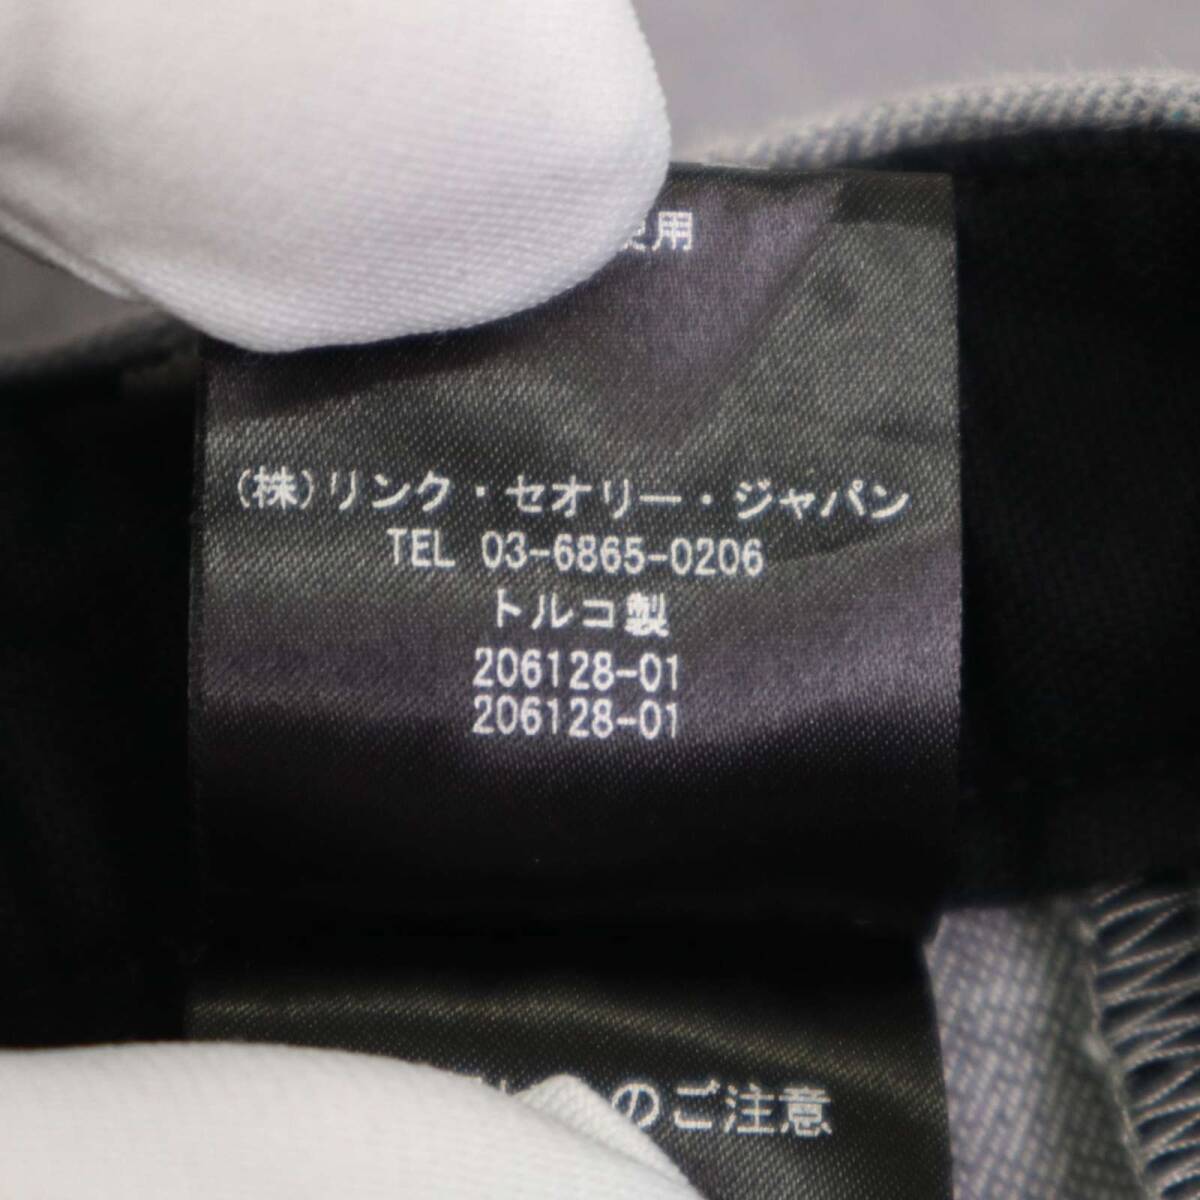 使用
(株)リンク・セオリー・ジャパン
TEL 03-6865-0206
トルコ製
206128-01
206128-01
のご注意